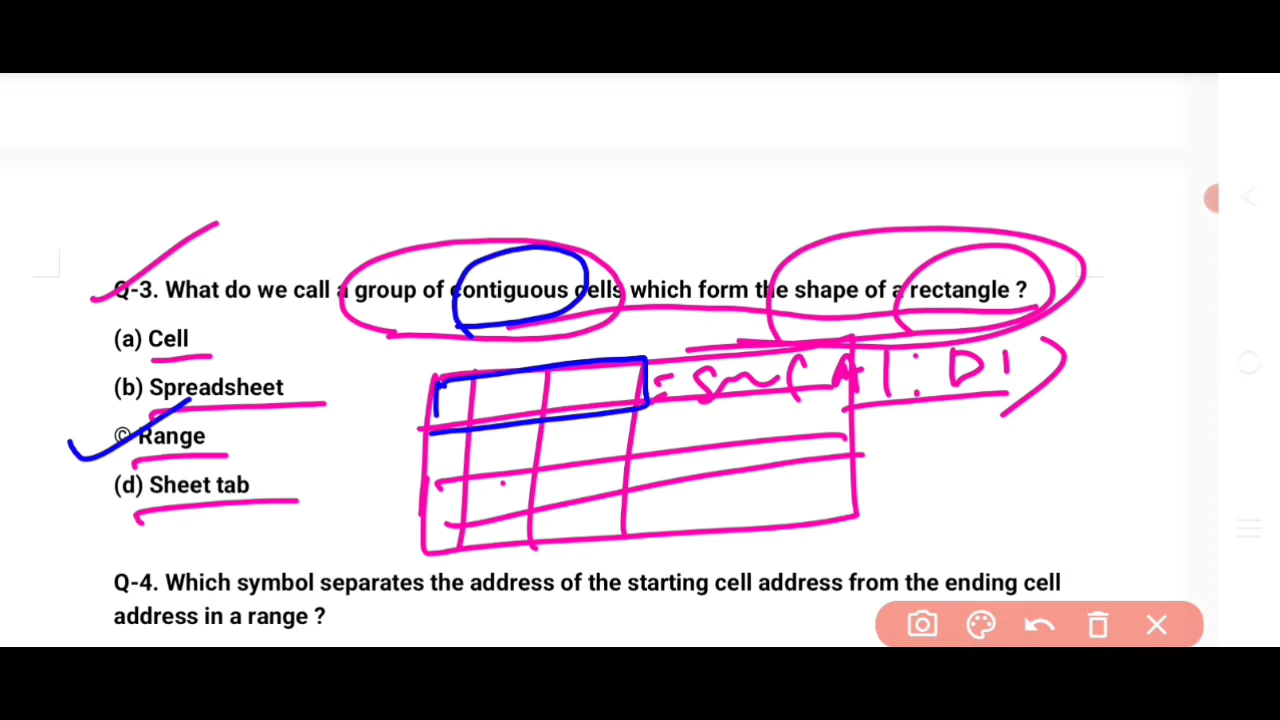 Q-3. What do we call a group of contiguous cells which form the shape of a rectangle ?
(a) Cell
= Sum(A1:D1)
(b) Spreadsheet
© Range
(d) Sheet tab
Q-4. Which symbol separates the address of the starting cell address from the ending cell
address in a range ?